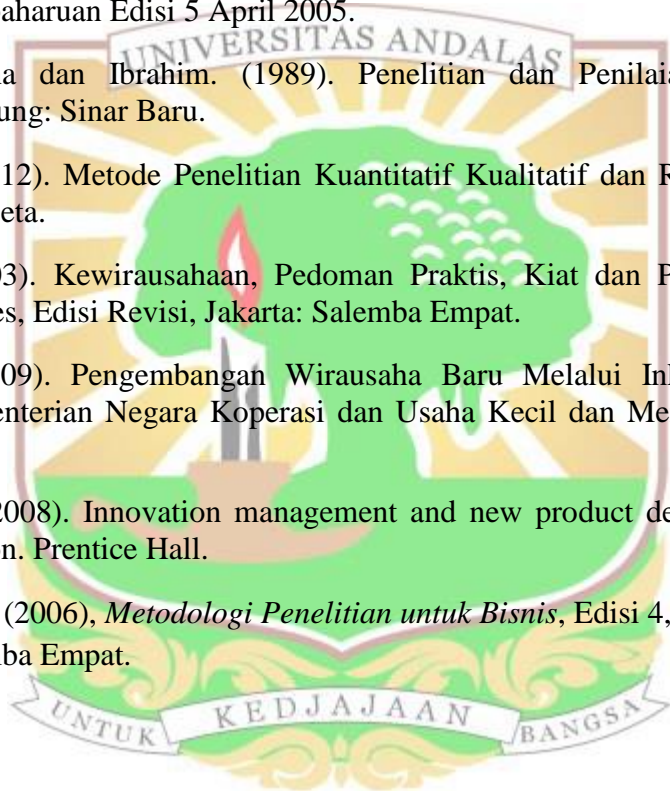 aharuan Edisi 5 April 2005.
UNIVERSITAS ANDALAS
dan Ibrahim. (1989). Penelitian dan Penilai
ung: Sinar Baru.
12). Metode Penelitian Kuantitatif Kualitatif dan
eta.
03). Kewirausahaan, Pedoman Praktis, Kiat dan P
es, Edisi Revisi, Jakarta: Salemba Empat.
09). Pengembangan Wirausaha Baru Melalui In
enterian Negara Koperasi dan Usaha Kecil dan Me
2008). Innovation management and new product de
on. Prentice Hall.
(2006), Metodologi Penelitian untuk Bisnis, Edisi 4,
ba Empat.
UNTUK KEDJAJAAN BANGSA